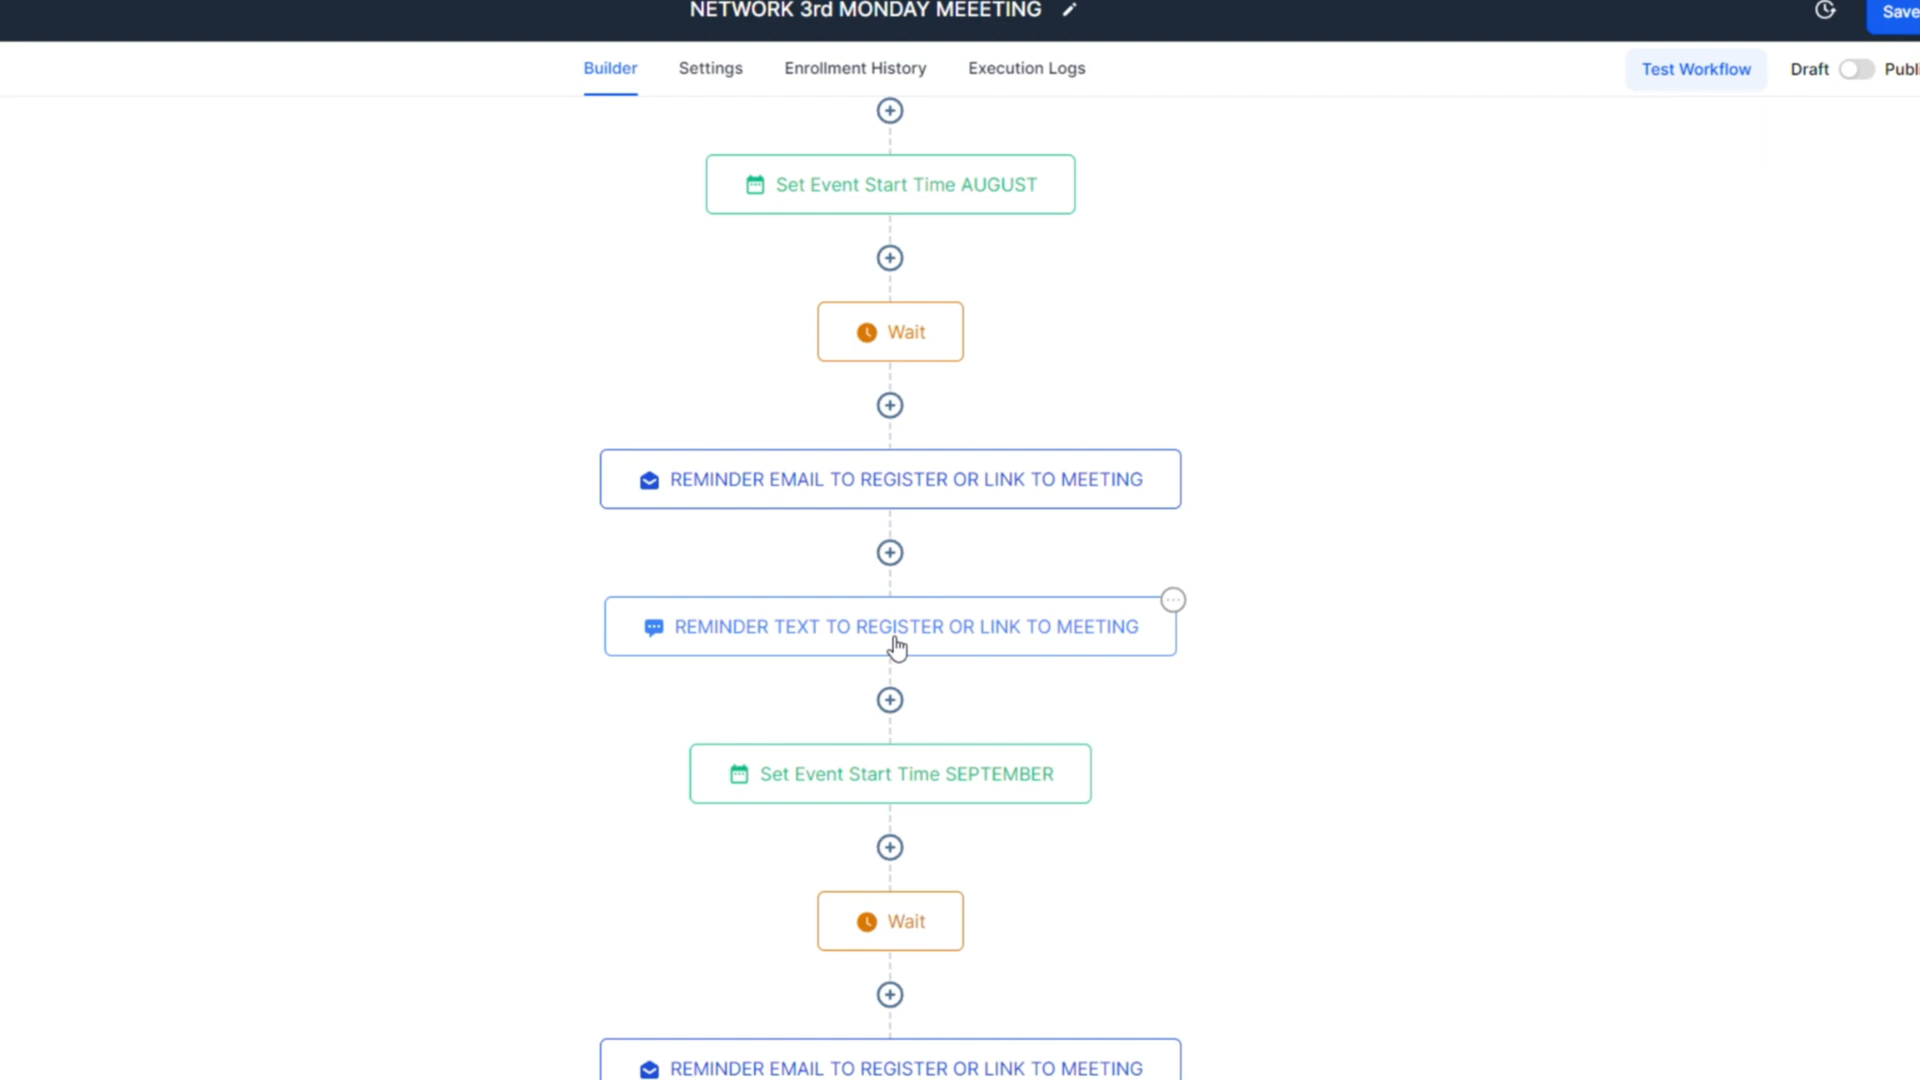 NETWORK 3rd MONDAY MEEETING
Save
Builder Settings Enrollment History Execution Logs
Test Workflow Draft Publ
Set Event Start Time AUGUST
Wait
REMINDER EMAIL TO REGISTER OR LINK TO MEETING
REMINDER TEXT TO REGISTER OR LINK TO MEETING
Set Event Start Time SEPTEMBER
Wait
REMINDER EMAIL TO REGISTER OR LINK TO MEETING